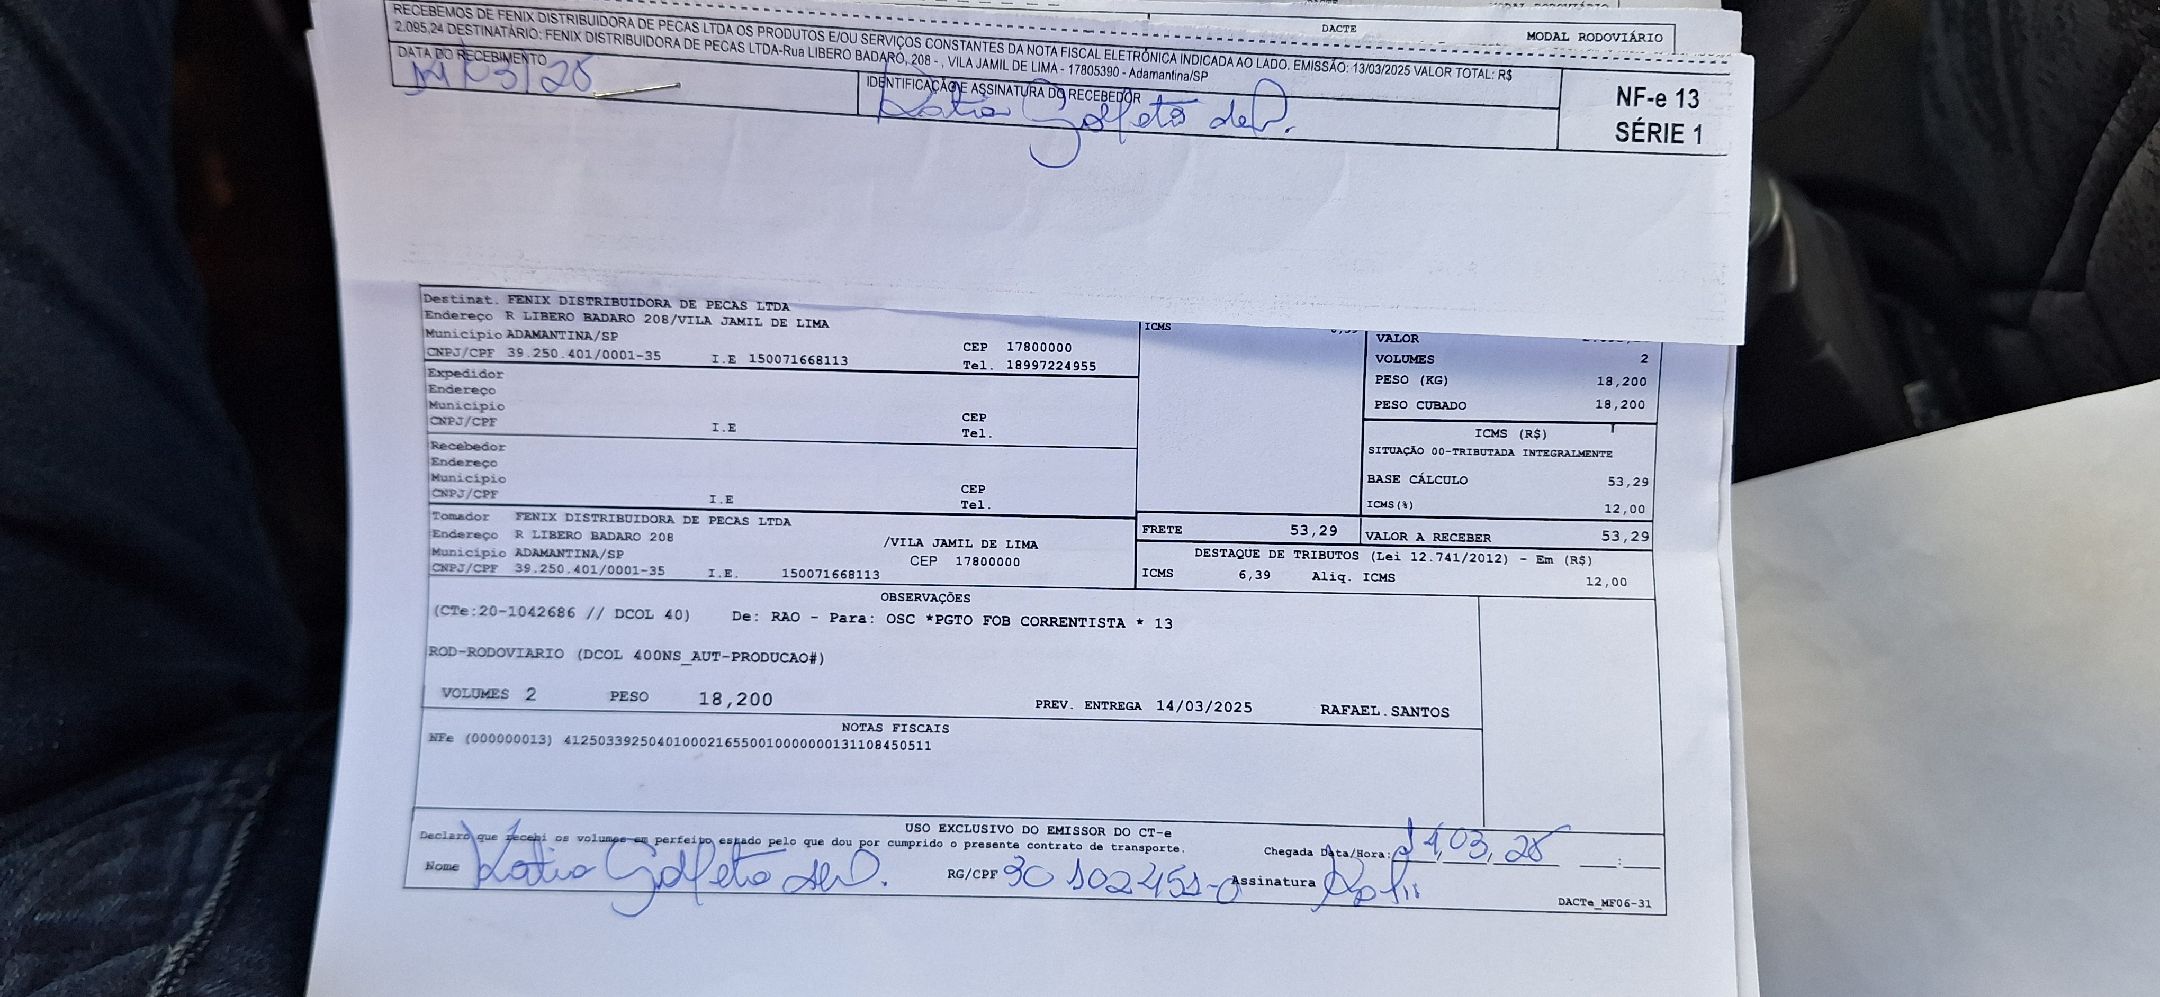 DACTE
MODAL RODOVIÁRIO
RECEBEMOS DE FENIX DISTRIBUIDORA DE PECAS LTDA OS PRODUTOS E/OU SERVIÇOS CONSTANTES DA NOTA FISCAL ELETRÔNICA INDICADA AO LADO. EMISSÃO: 13/03/2025 VALOR TOTAL: R$
2.095,24 DESTINATÁRIO: FENIX DISTRIBUIDORA DE PECAS LTDA-Rua LIBERO BADARO, 208 - , VILA JAMIL DE LIMA - 17805390 - Adamantina/SP
DATA DO RECEBIMENTO
IDENTIFICAÇÃO E ASSINATURA DO RECEBEDOR
NF-e 13
SÉRIE 1
Destinat. FENIX DISTRIBUIDORA DE PECAS LTDA
Endereço R LIBERO BADARO 208/VILA JAMIL DE LIMA
Município ADAMANTINA/SP CEP 17800000
CNPJ/CPF 39.250.401/0001-35 I.E 150071668113 Tel. 18997224955
Expedidor
Endereço
Município CEP
CNPJ/CPF I.E Tel.
Recebedor
Endereço
Município CEP
CNPJ/CPF I.E Tel.
Tomador FENIX DISTRIBUIDORA DE PECAS LTDA
Endereço R LIBERO BADARO 208 /VILA JAMIL DE LIMA
Município ADAMANTINA/SP CEP 17800000
CNPJ/CPF 39.250.401/0001-35 I.E. 150071668113
ICMS
VALOR
VOLUMES 2
PESO (KG) 18,200
PESO CUBADO 18,200
ICMS (R$)
SITUAÇÃO 00-TRIBUTADA INTEGRALMENTE
BASE CÁLCULO 53,29
ICMS(%) 12,00
FRETE 53,29 VALOR A RECEBER 53,29
DESTAQUE DE TRIBUTOS (Lei 12.741/2012) - Em (R$)
ICMS 6,39 Aliq. ICMS 12,00
OBSERVAÇÕES
(CTe:20-1042686 // DCOL 40) De: RAO - Para: OSC *PGTO FOB CORRENTISTA * 13
ROD-RODOVIARIO (DCOL 400NS_AUT-PRODUCAO#)
VOLUMES 2 PESO 18,200 PREV. ENTREGA 14/03/2025 RAFAEL.SANTOS
NOTAS FISCAIS
NFe (000000013) 41250339250401000216550010000000131108450511
USO EXCLUSIVO DO EMISSOR DO CT-e
Declaro que recebi os volumes em perfeito estado pelo que dou por cumprido o presente contrato de transporte. Chegada Data/Hora: :
Nome RG/CPF Assinatura
DACTe_MF06-31